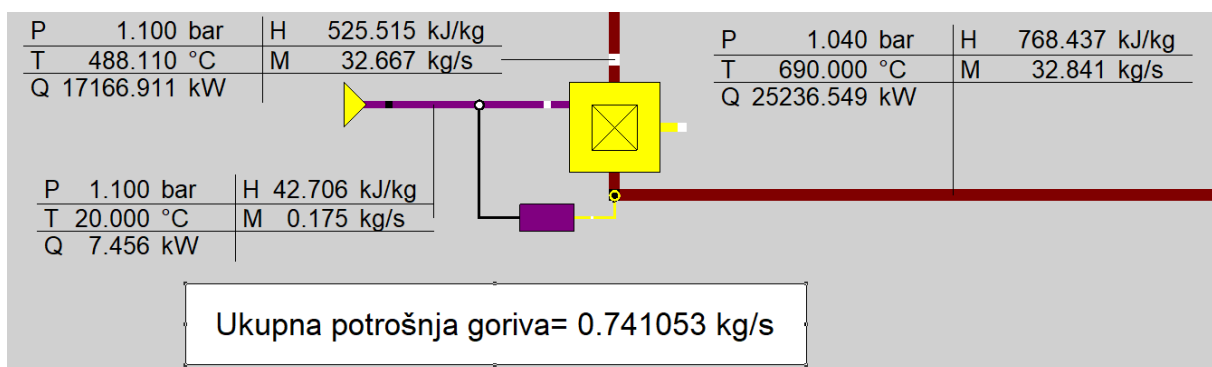 P 1.100 bar H 525.515 kJ/kg
T 488.110 °C M 32.667 kg/s
Q 17166.911 kW
P 1.040 bar H 768.437 kJ/kg
T 690.000 °C M 32.841 kg/s
Q 25236.549 kW
P 1.100 bar H 42.706 kJ/kg
T 20.000 °C M 0.175 kg/s
Q 7.456 kW
Ukupna potrošnja goriva= 0.741053 kg/s